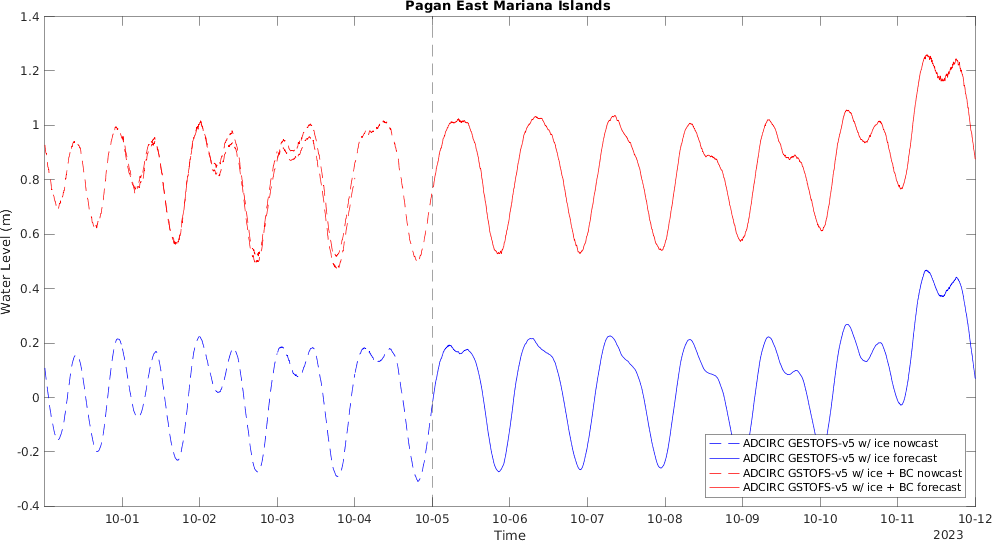 Pagan East Mariana Islands
1.4
1.2
1
0.8
0.6
0.4
0.2
0
-0.2
-0.4
Water Level (m)
ADCIRC GESTOFS-v5 w/ ice nowcast
ADCIRC GESTOFS-v5 w/ ice forecast
ADCIRC GSTOFS-v5 w/ ice + BC nowcast
ADCIRC GSTOFS-v5 w/ ice + BC forecast
10-01 10-02 10-03 10-04 10-05 10-06 10-07 10-08 10-09 10-10 10-11 10-12
Time 2023